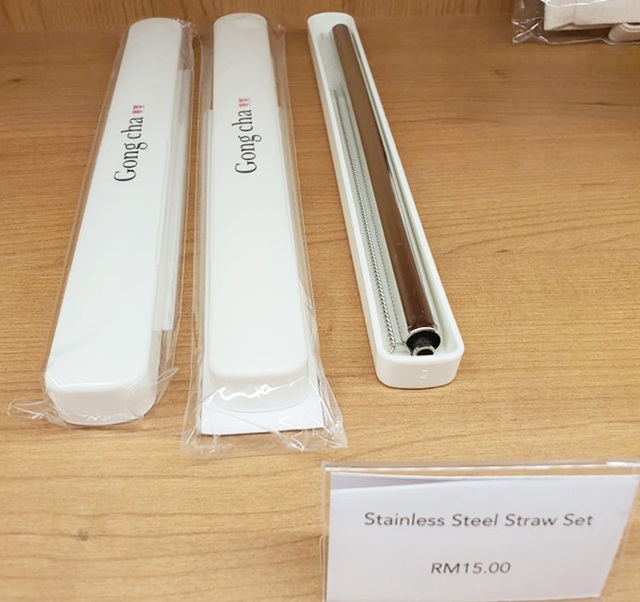 Gong cha
Gong cha
Stainless Steel Straw Set
RM15.00